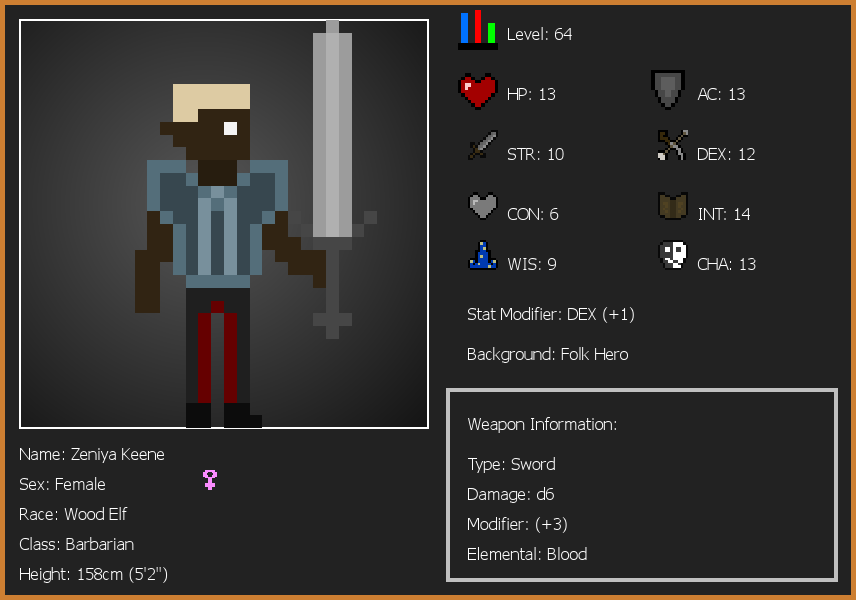 Level: 64
HP: 13
AC: 13
STR: 10
DEX: 12
CON: 6
INT: 14
WIS: 9
CHA: 13
Stat Modifier: DEX (+1)
Background: Folk Hero
Weapon Information:
Type: Sword
Damage: d6
Modifier: (+3)
Elemental: Blood
Name: Zeniya Keene
Sex: Female
Race: Wood Elf
Class: Barbarian
Height: 158cm (5'2")